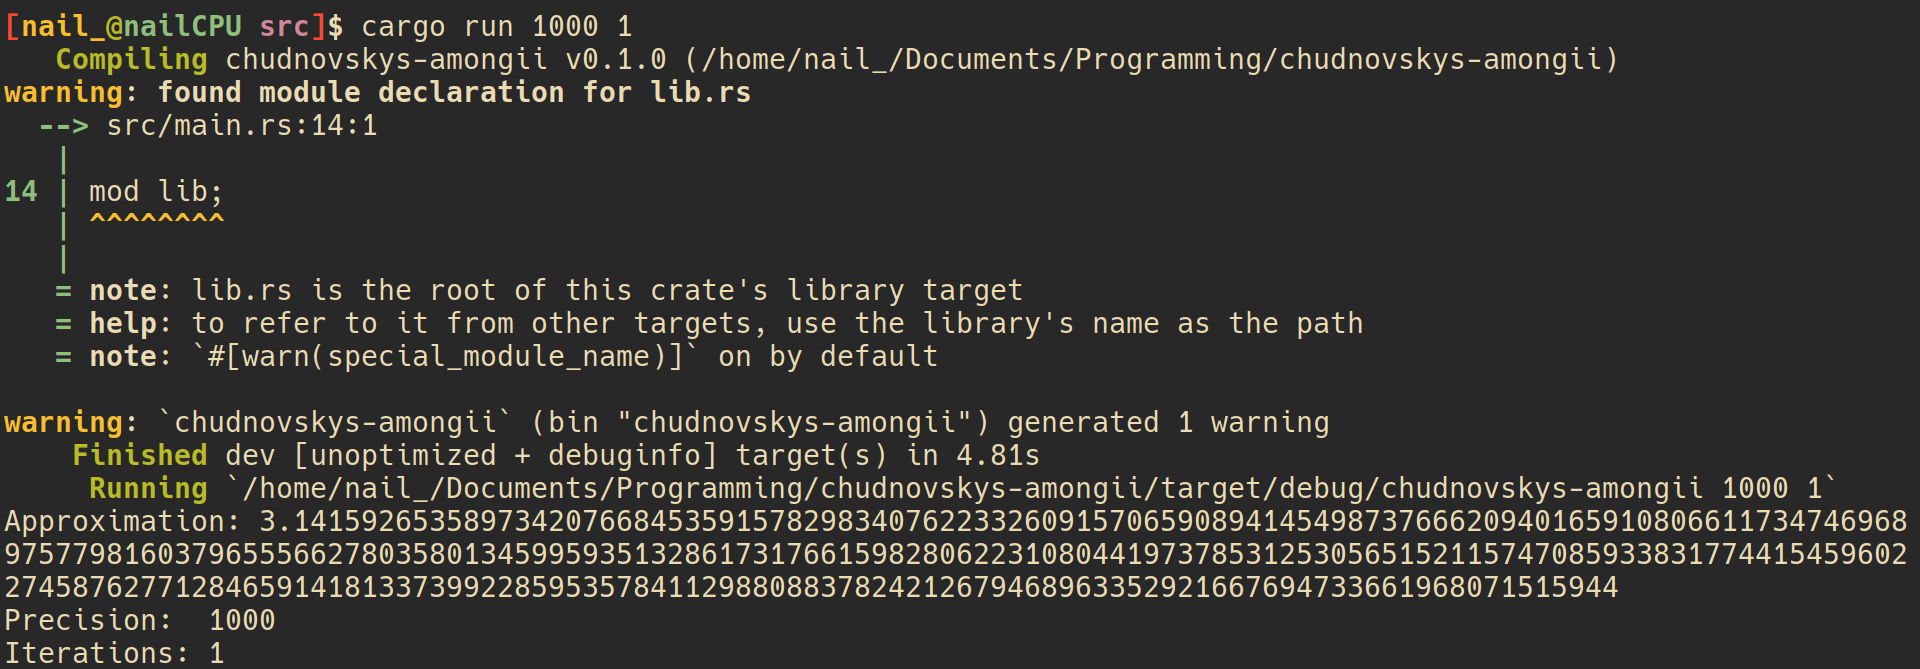 [nail_@nailCPU src]$ cargo run 1000 1
   Compiling chudnovskys-amongii v0.1.0 (/home/nail_/Documents/Programming/chudnovskys-amongii)
warning: found module declaration for lib.rs
  --> src/main.rs:14:1
   |
14 | mod lib;
   | ^^^^^^^^
   |
   = note: lib.rs is the root of this crate's library target
   = help: to refer to it from other targets, use the library's name as the path
   = note: `#[warn(special_module_name)]` on by default

warning: `chudnovskys-amongii` (bin "chudnovskys-amongii") generated 1 warning
    Finished dev [unoptimized + debuginfo] target(s) in 4.81s
     Running `/home/nail_/Documents/Programming/chudnovskys-amongii/target/debug/chudnovskys-amongii 1000 1`
Approximation: 3.14159265358973420766845359157829834076223326091570659089414549873766620940165910806611734746968
9757798160379655566278035801345995935132861731766159828062231080441973785312530565152115747085933831774415459602
27458762771284659141813373992285953578411298808837824212679468963352921667694733661968071515944
Precision:  1000
Iterations: 1